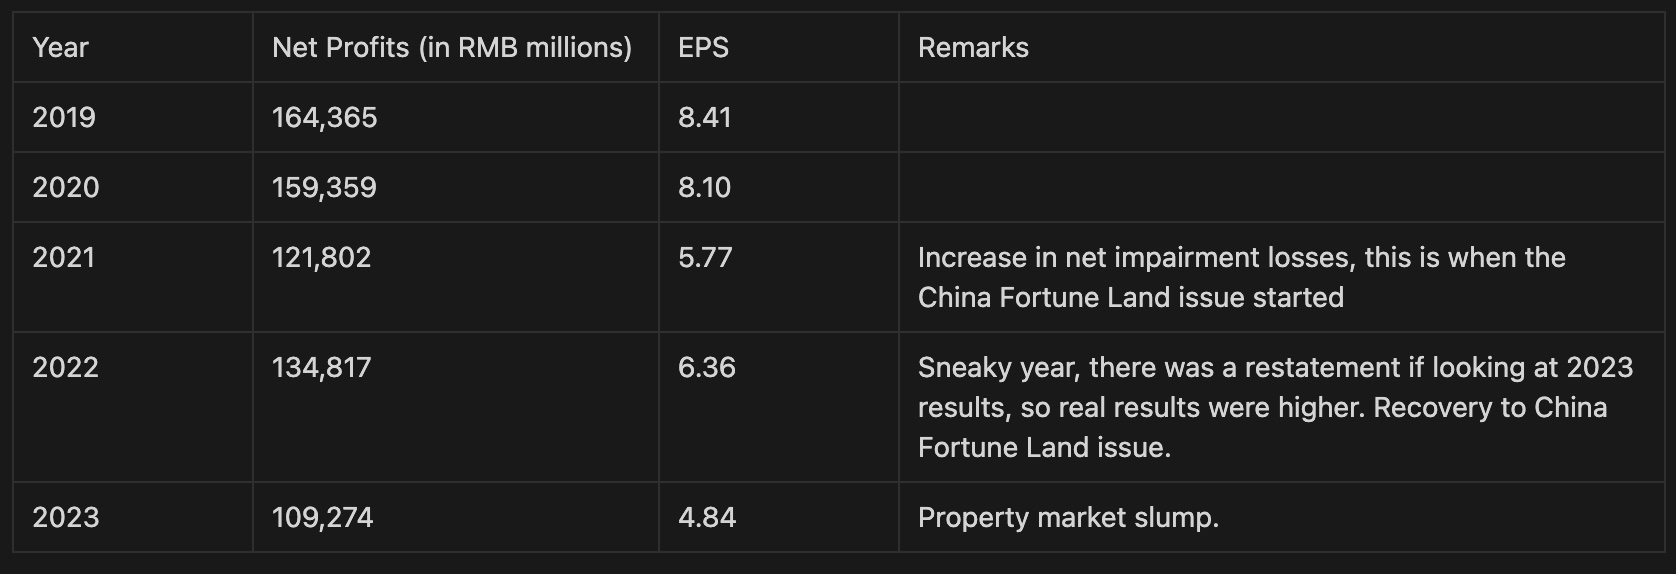 Year Net Profits (in RMB millions) EPS Remarks
2019 164,365 8.41
2020 159,359 8.10
2021 121,802 5.77 Increase in net impairment losses, this is when the
China Fortune Land issue started
2022 134,817 6.36 Sneaky year, there was a restatement if looking at 2023
results, so real results were higher. Recovery to China
Fortune Land issue.
2023 109,274 4.84 Property market slump.